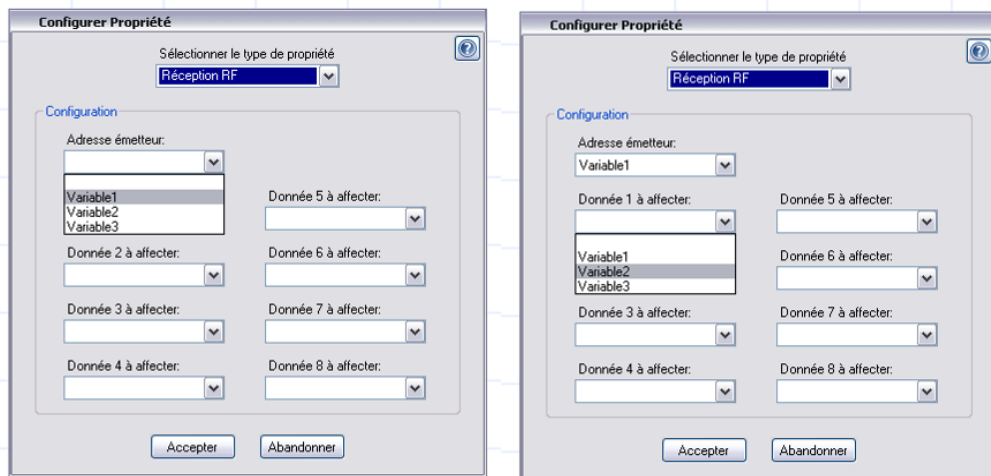 Configurer Propriété
Sélectionner le type de propriété
Réception RF
Configuration
Adresse émetteur:
Variable1
Variable2
Variable3
Donnée 5 à affecter:
Donnée 2 à affecter:
Donnée 6 à affecter:
Donnée 3 à affecter:
Donnée 7 à affecter:
Donnée 4 à affecter:
Donnée 8 à affecter:
Accepter
Abandonner
Configurer Propriété
Sélectionner le type de propriété
Réception RF
Configuration
Adresse émetteur:
Variable1
Donnée 1 à affecter:
Donnée 5 à affecter:
Variable1
Variable2
Variable3
Donnée 6 à affecter:
Donnée 3 à affecter:
Donnée 7 à affecter:
Donnée 4 à affecter:
Donnée 8 à affecter:
Accepter
Abandonner